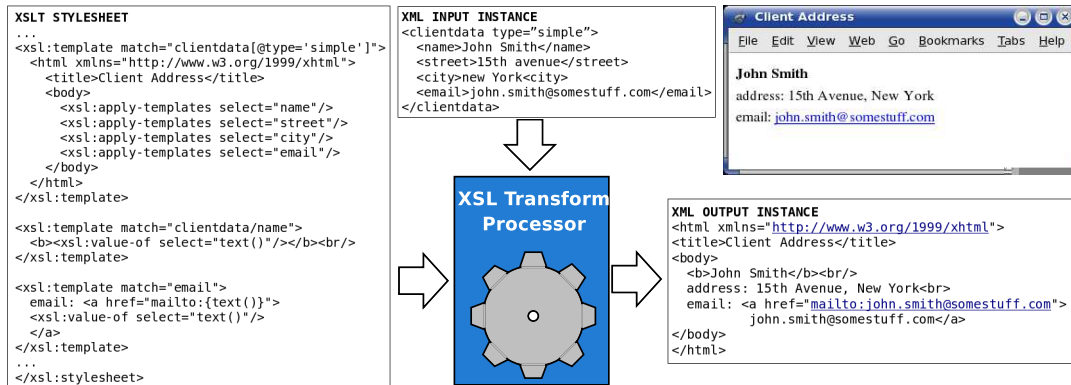 XSLT STYLESHEET
...
<xsl:template match="clientdata[@type='simple']">
<html xmlns="http://www.w3.org/1999/xhtml">
<title>Client Address</title>
<body>
<xsl:apply-templates select="name"/>
<xsl:apply-templates select="street"/>
<xsl:apply-templates select="city"/>
<xsl:apply-templates select="email"/>
</body>
</html>
</xsl:template>
<xsl:template match="clientdata/name">
<b><xsl:value-of select="text()"/></b><br/>
</xsl:template>
<xsl:template match="email">
email: <a href="mailto:{text()}">
<xsl:value-of select="text()"/>
</a>
</xsl:template>
...
</xsl:stylesheet>
XML INPUT INSTANCE
<clientdata type=”simple”>
<name>John Smith</name>
<street>15th avenue</street>
<city>new York<city>
<email>john.smith@somestuff.com</email>
</clientdata>
XSL Transform
Processor
Client Address
File Edit View Web Go Bookmarks Tabs Help
John Smith
address: 15th Avenue, New York
email: john.smith@somestuff.com
XML OUTPUT INSTANCE
<html xmlns="http://www.w3.org/1999/xhtml">
<title>Client Address</title>
<body>
<b>John Smith</b><br/>
address: 15th Avenue, New York<br>
email: <a href="mailto:john.smith@somestuff.com">
john.smith@somestuff.com</a>
</body>
</html>